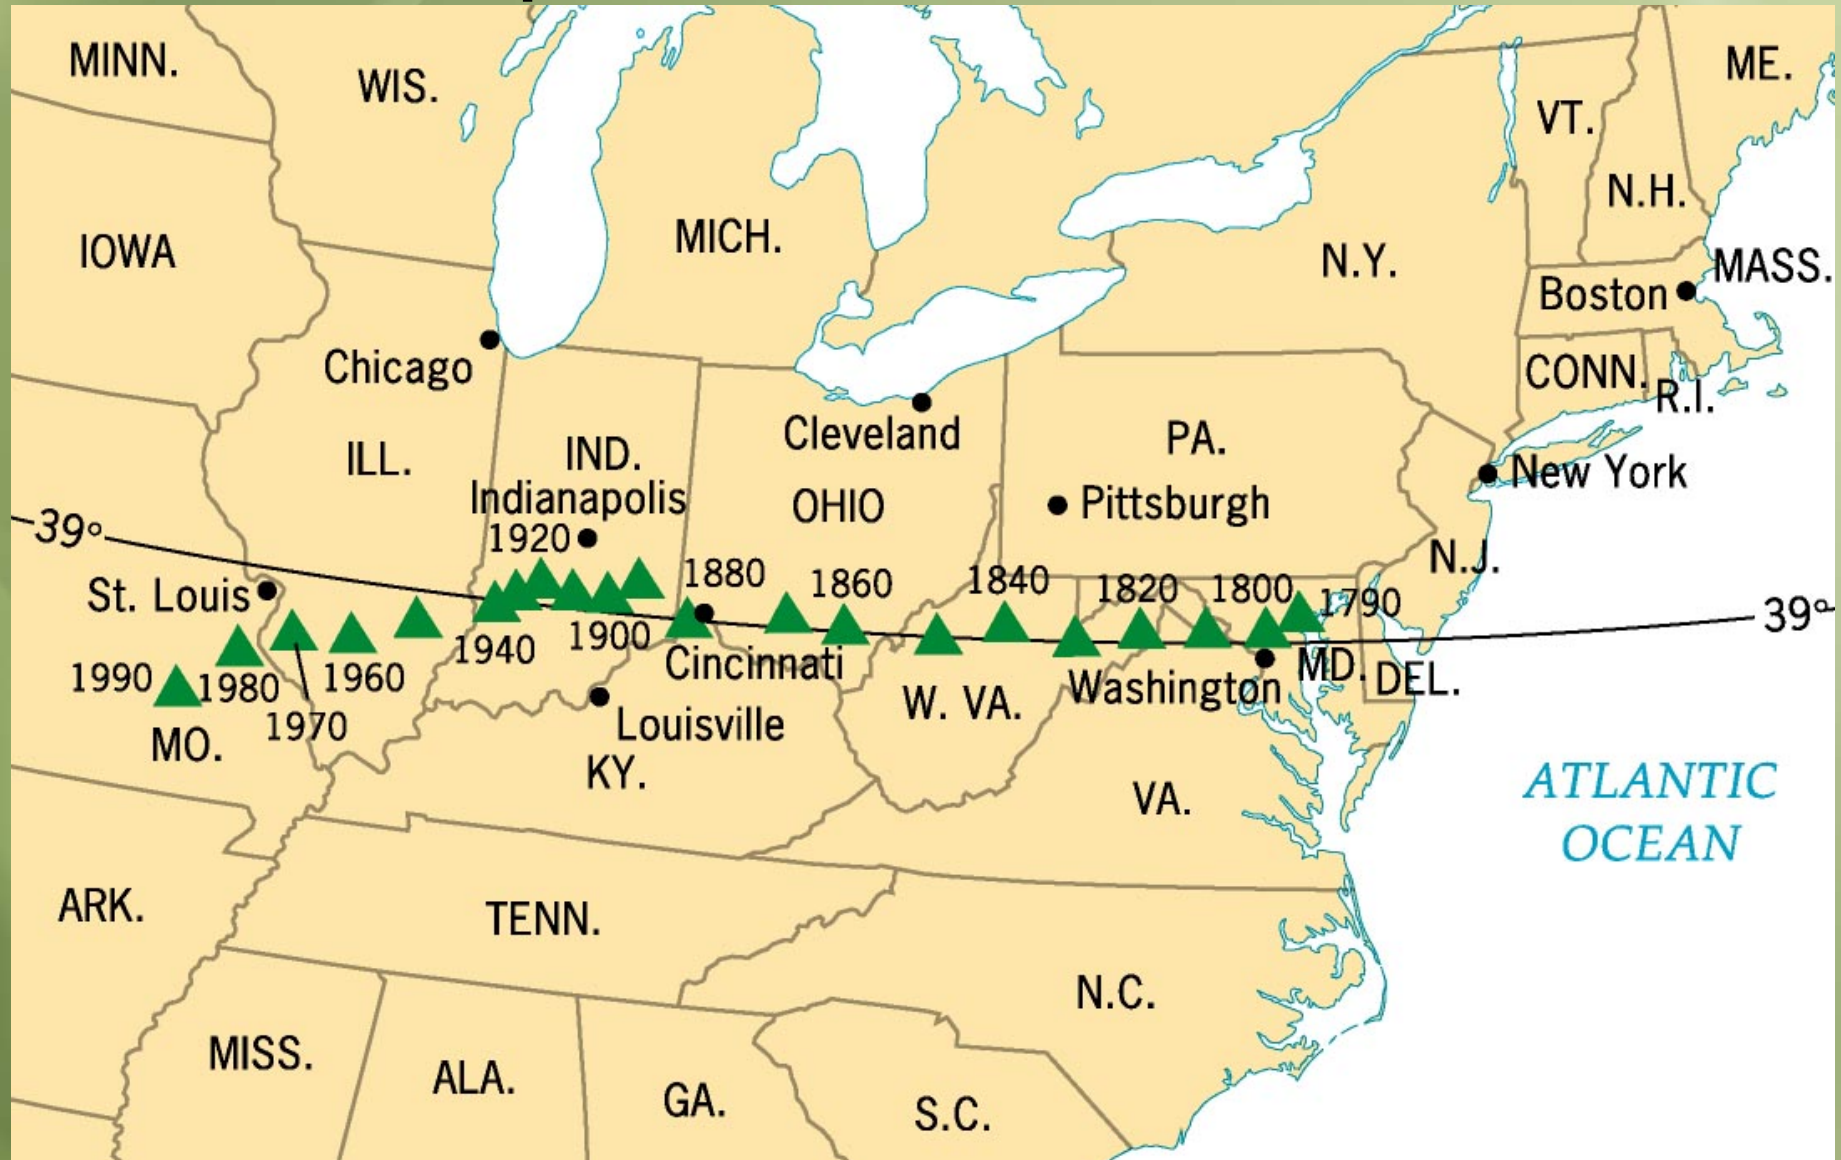 MINN.
WIS.
ME.
VT.
N.H.
MICH.
IOWA
N.Y.
MASS.
Boston
Chicago
CONN.
R.I.
Cleveland
PA.
ILL.
IND.
New York
Indianapolis
OHIO
Pittsburgh
39°
1920
N.J.
St. Louis
1880
1860
1840
1820
1800
1790
39°
1940
1900
Cincinnati
1990
1980
1960
Washington
MD.
DEL.
W. VA.
1970
Louisville
MO.
KY.
VA.
ATLANTIC
OCEAN
ARK.
TENN.
N.C.
MISS.
ALA.
GA.
S.C.